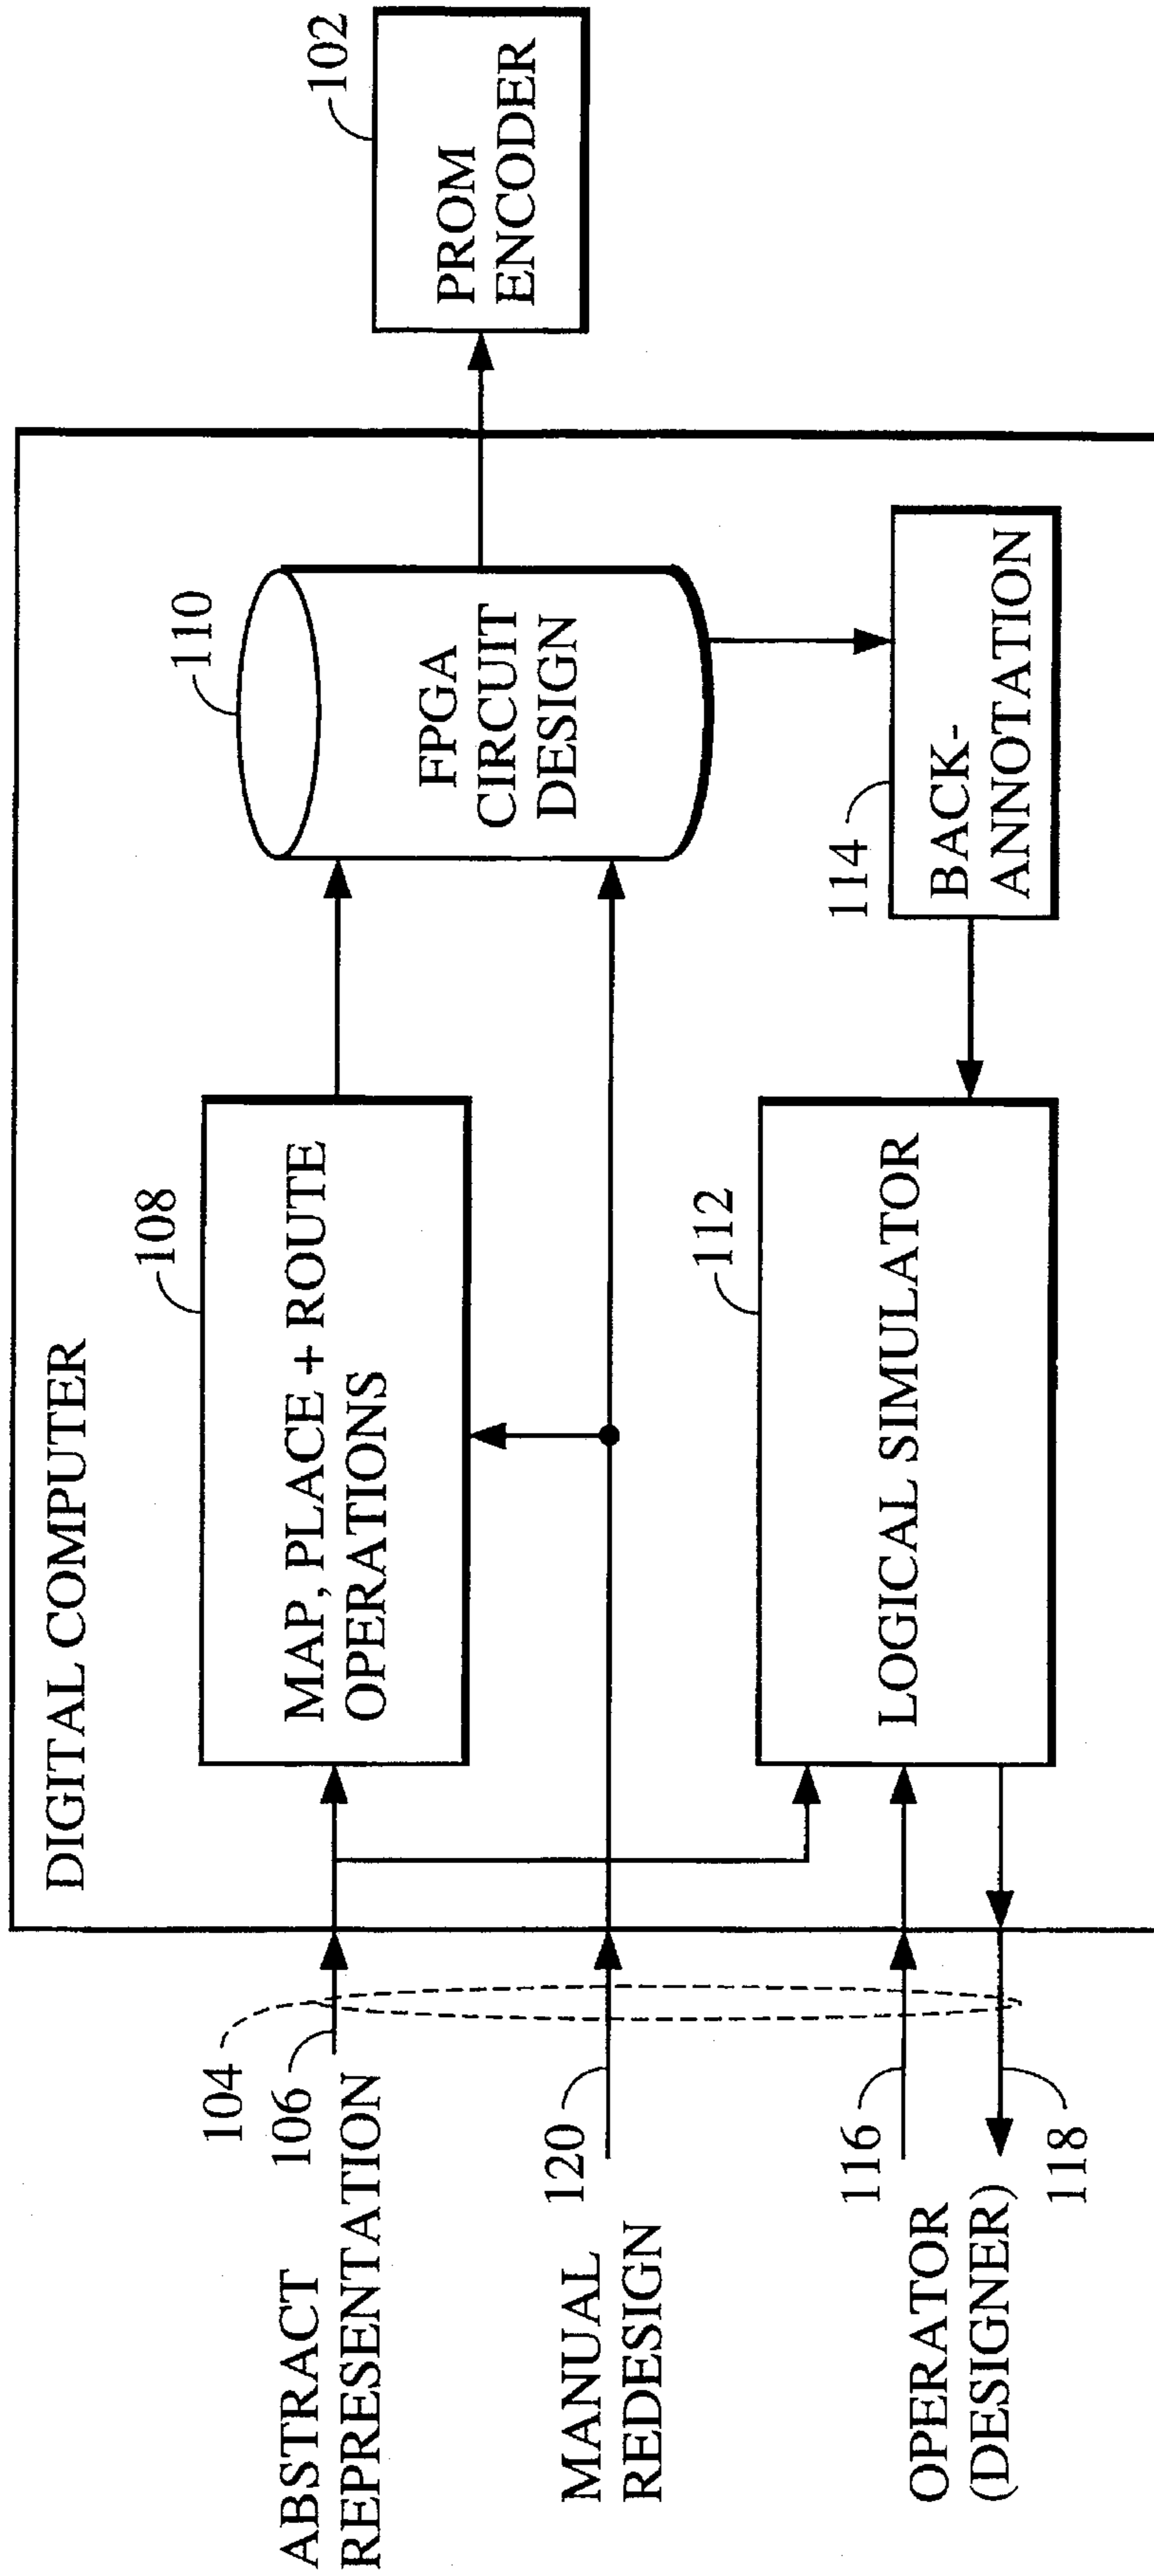 DIGITAL COMPUTER
102
PROM
ENCODER
110
FPGA
CIRCUIT
DESIGN
108
MAP, PLACE + ROUTE
OPERATIONS
104
106
ABSTRACT
REPRESENTATION
120
MANUAL
REDESIGN
112
LOGICAL SIMULATOR
114
BACK-
ANNOTATION
116
OPERATOR
(DESIGNER)
118